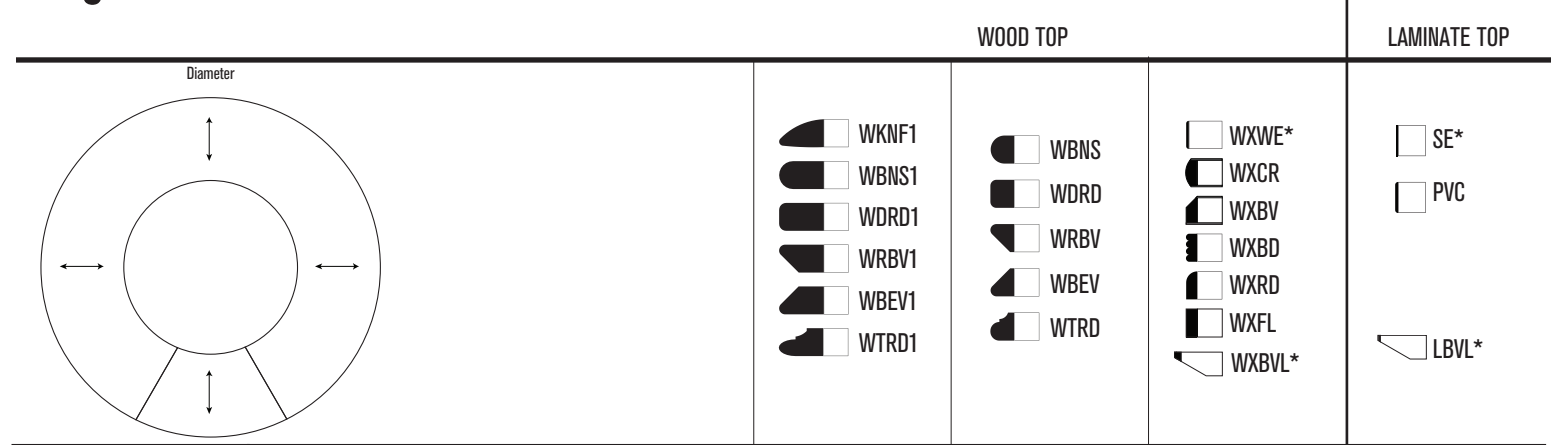 WOOD TOP
LAMINATE TOP
Diameter
WKNF1
WBNS1
WDRD1
WRBV1
WBEV1
WTRD1
WBNS
WDRD
WRBV
WBEV
WTRD
WXWE*
WXCR
WXBV
WXBD
WXRD
WXFL
WXBVL*
SE*
PVC
LBVL*